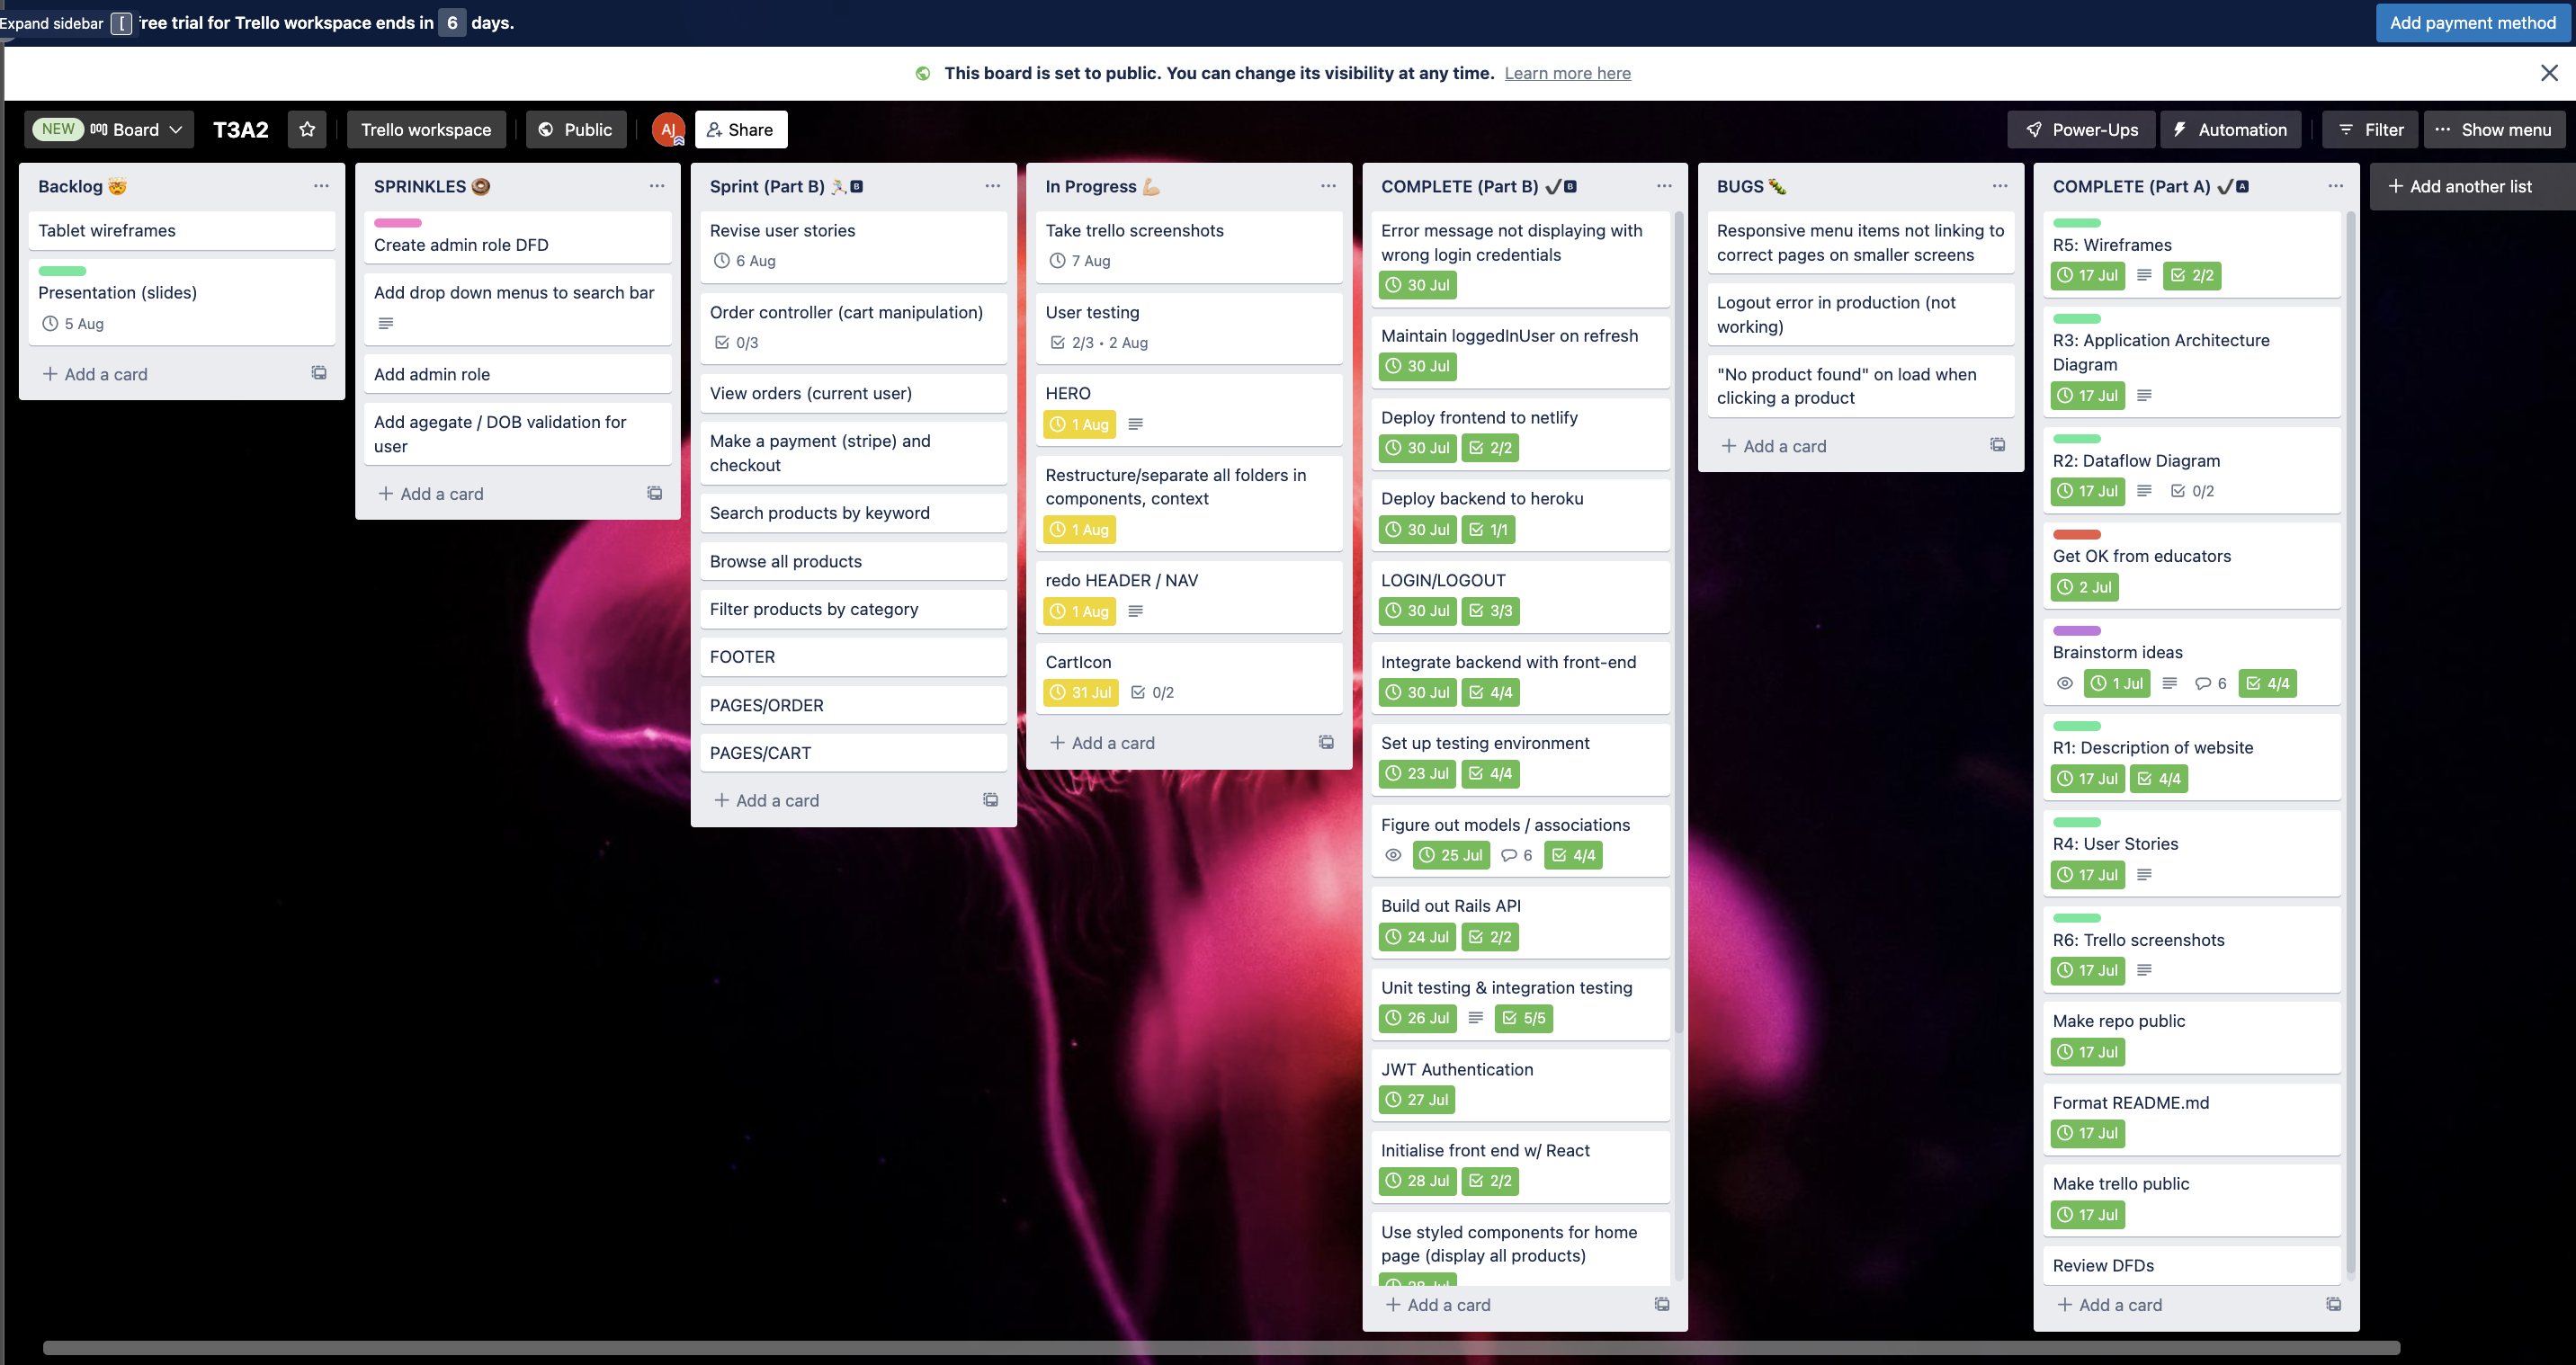 Expand sidebar [ free trial for Trello workspace ends in 6 days.
Add payment method
This board is set to public. You can change its visibility at any time. Learn more here
NEW Board T3A2 Trello workspace Public AJ Share Power-Ups Automation Filter Show menu
Backlog 🤯
Tablet wireframes
Presentation (slides)
5 Aug
+ Add a card
SPRINKLES 🍩
Create admin role DFD
Add drop down menus to search bar
Add admin role
Add agegate / DOB validation for
user
+ Add a card
Sprint (Part B) 🏃🏻‍♂️ B
Revise user stories
6 Aug
Order controller (cart manipulation)
0/3
View orders (current user)
Make a payment (stripe) and
checkout
Search products by keyword
Browse all products
Filter products by category
FOOTER
PAGES/ORDER
PAGES/CART
+ Add a card
In Progress 💪🏼
Take trello screenshots
7 Aug
User testing
2/3 • 2 Aug
HERO
1 Aug
Restructure/separate all folders in
components, context
1 Aug
redo HEADER / NAV
1 Aug
CartIcon
31 Jul 0/2
+ Add a card
COMPLETE (Part B) ✔️ B
Error message not displaying with
wrong login credentials
30 Jul
Maintain loggedInUser on refresh
30 Jul
Deploy frontend to netlify
30 Jul 2/2
Deploy backend to heroku
30 Jul 1/1
LOGIN/LOGOUT
30 Jul 3/3
Integrate backend with front-end
30 Jul 4/4
Set up testing environment
23 Jul 4/4
Figure out models / associations
25 Jul 6 4/4
Build out Rails API
24 Jul 2/2
Unit testing & integration testing
26 Jul 5/5
JWT Authentication
27 Jul
Initialise front end w/ React
28 Jul 2/2
Use styled components for home
page (display all products)
28 Jul
+ Add a card
BUGS 🐛
Responsive menu items not linking to
correct pages on smaller screens
Logout error in production (not
working)
"No product found" on load when
clicking a product
+ Add a card
COMPLETE (Part A) ✔️ A
R5: Wireframes
17 Jul 2/2
R3: Application Architecture
Diagram
17 Jul
R2: Dataflow Diagram
17 Jul 0/2
Get OK from educators
2 Jul
Brainstorm ideas
1 Jul 6 4/4
R1: Description of website
17 Jul 4/4
R4: User Stories
17 Jul
R6: Trello screenshots
17 Jul
Make repo public
17 Jul
Format README.md
17 Jul
Make trello public
17 Jul
Review DFDs
+ Add a card
+ Add another list